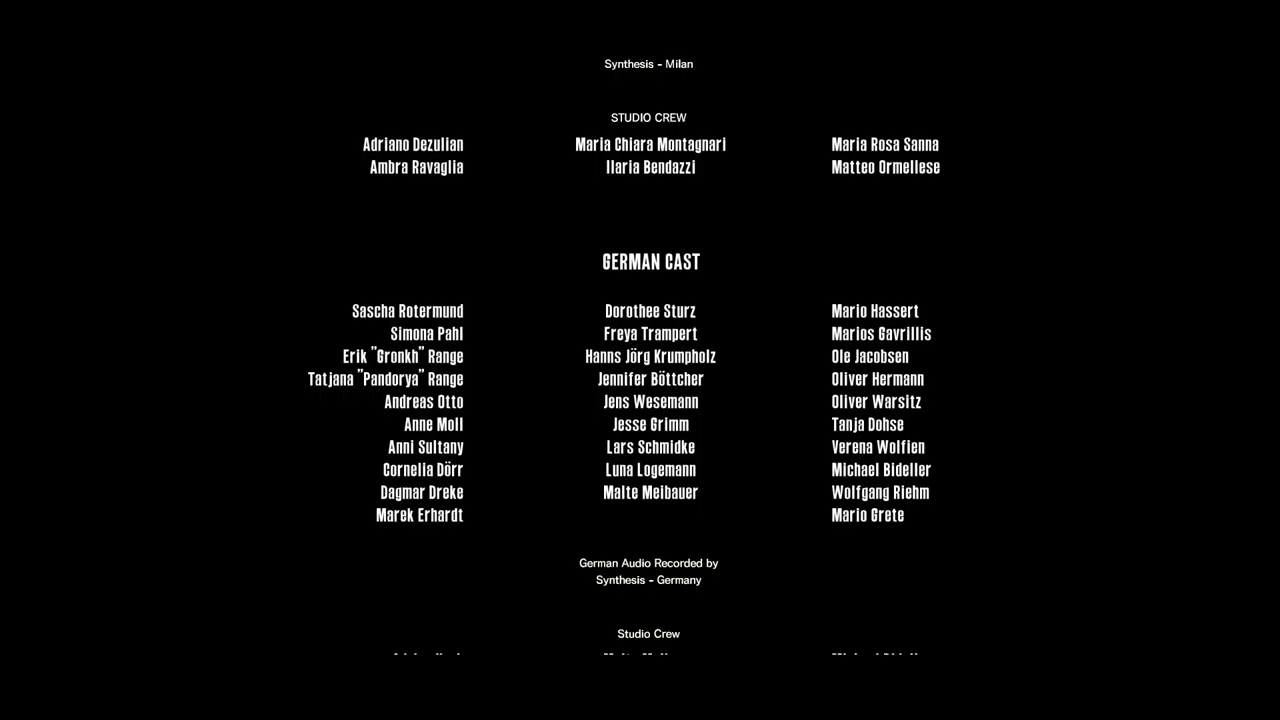 Synthesis - Milan
STUDIO CREW
Adriano Dezulian Maria Chiara Montagnari Maria Rosa Sanna
Ambra Ravaglia Ilaria Bendazzi Matteo Ormellese
GERMAN CAST
Sascha Rotermund Dorothee Sturz Mario Hassert
Simona Pahl Freya Trampert Marios Gavrillis
Erik "Gronkh" Range Hanns Jörg Krumpholz Ole Jacobsen
Tatjana "Pandorya" Range Jennifer Böttcher Oliver Hermann
Andreas Otto Jens Wesemann Oliver Warsitz
Anne Moll Jesse Grimm Tanja Dohse
Anni Sultany Lars Schmidke Verena Wolfien
Cornelia Dörr Luna Logemann Michael Bideller
Dagmar Dreke Malte Meibauer Wolfgang Riehm
Marek Erhardt Mario Grete
German Audio Recorded by
Synthesis - Germany
Studio Crew